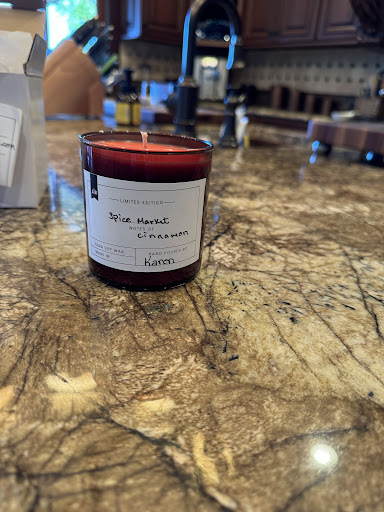 LIMITED EDITION
Spice Market
NOTES OF
Cinnamon
HAND POURED BY
Karen